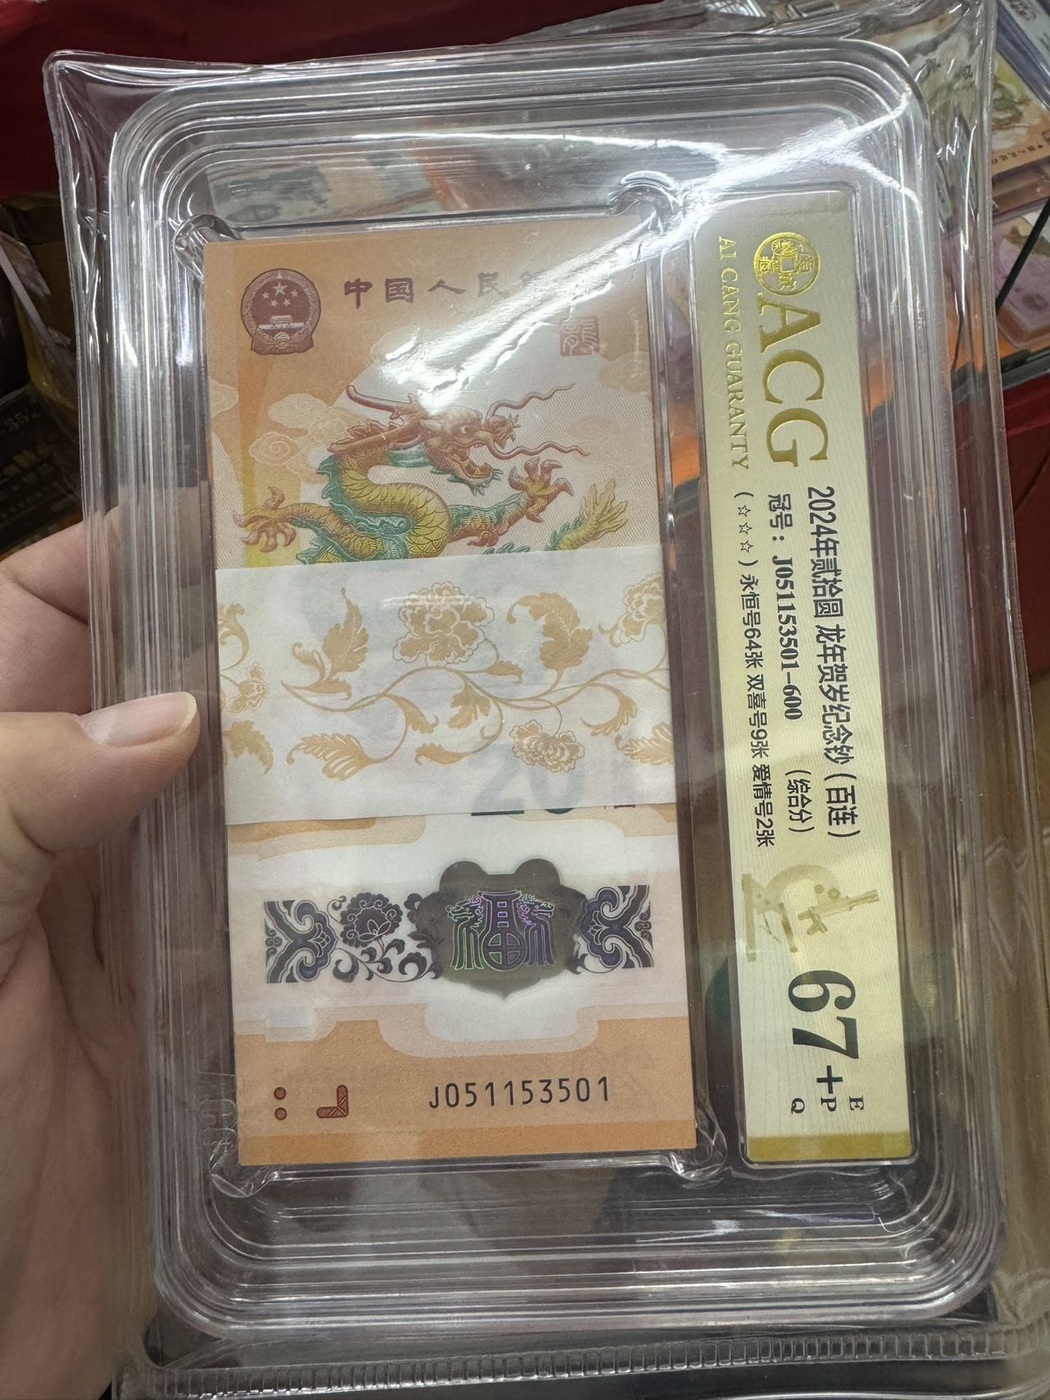 中国人民
20
J051153501
ACG
AI CANG GUARANTY
2024年贰拾圆 龙年贺岁纪念钞（百连）
冠号：J051153501-600 （综合分）
（☆☆☆）永恒号64张 双喜号9张 爱情号2张
67+
E
P
Q